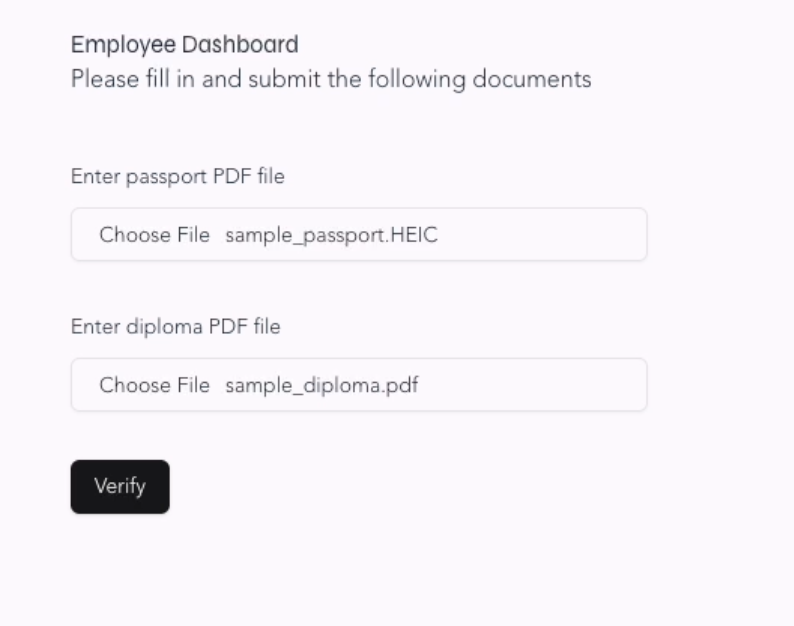 Employee Dashboard
Please fill in and submit the following documents
Enter passport PDF file
Choose File sample_passport.HEIC
Enter diploma PDF file
Choose File sample_diploma.pdf
Verify